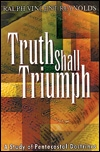 RALPH VINCENT REYNOLDS
Truth
Shall
Triumph
A Study of Pentecostal Doctrines